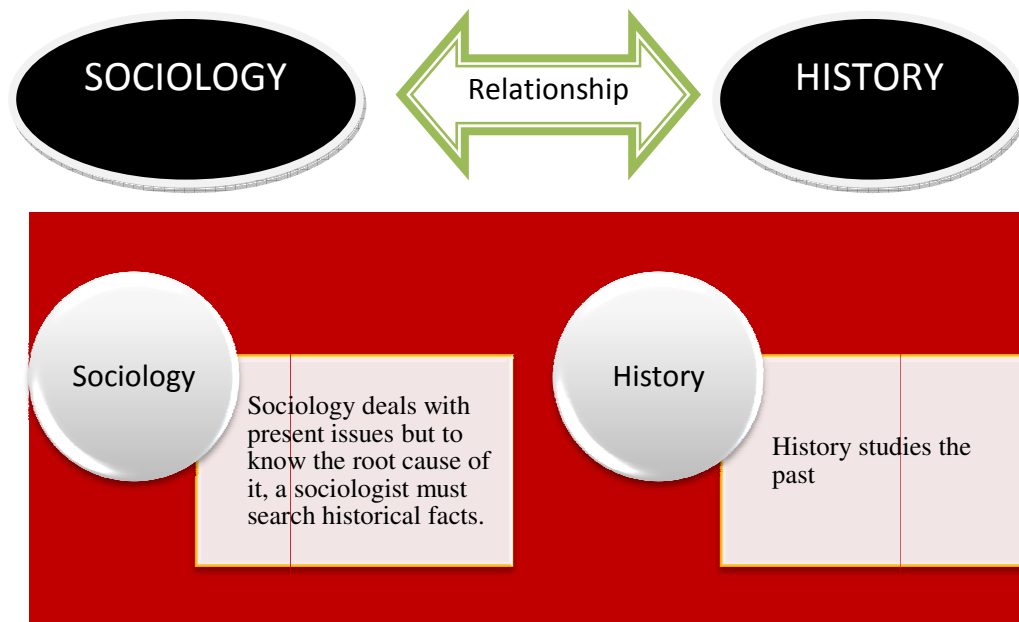 SOCIOLOGY
Relationship
HISTORY
Sociology
Sociology deals with
present issues but to
know the root cause of
it, a sociologist must
search historical facts.
History
History studies the
past